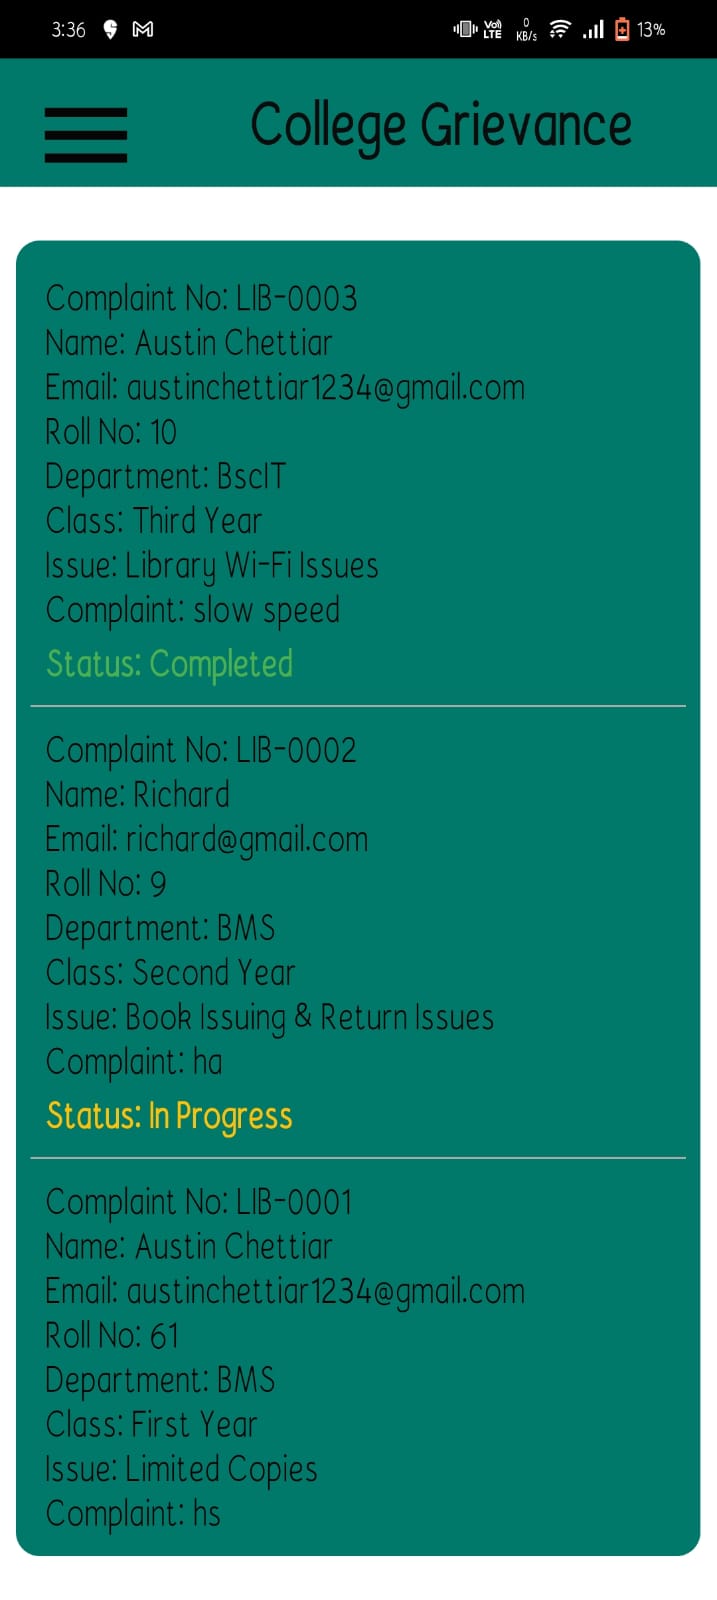 3:36
Vo))
LTE
0
KB/s
13%
College Grievance
Complaint No: LIB-0003
Name: Austin Chettiar
Email: austinchettiar1234@gmail.com
Roll No: 10
Department: BscIT
Class: Third Year
Issue: Library Wi-Fi Issues
Complaint: slow speed
Status: Completed
Complaint No: LIB-0002
Name: Richard
Email: richard@gmail.com
Roll No: 9
Department: BMS
Class: Second Year
Issue: Book Issuing & Return Issues
Complaint: ha
Status: In Progress
Complaint No: LIB-0001
Name: Austin Chettiar
Email: austinchettiar1234@gmail.com
Roll No: 61
Department: BMS
Class: First Year
Issue: Limited Copies
Complaint: hs